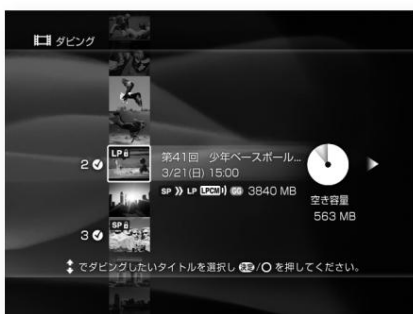 ダビング
LP
2
第41回 少年ベースボール...
3/21(日) 15:00
SP LP LPCM 3840 MB
空き容量
563 MB
SP
3
でダビングしたいタイトルを選択し 決定/○ を押してください。